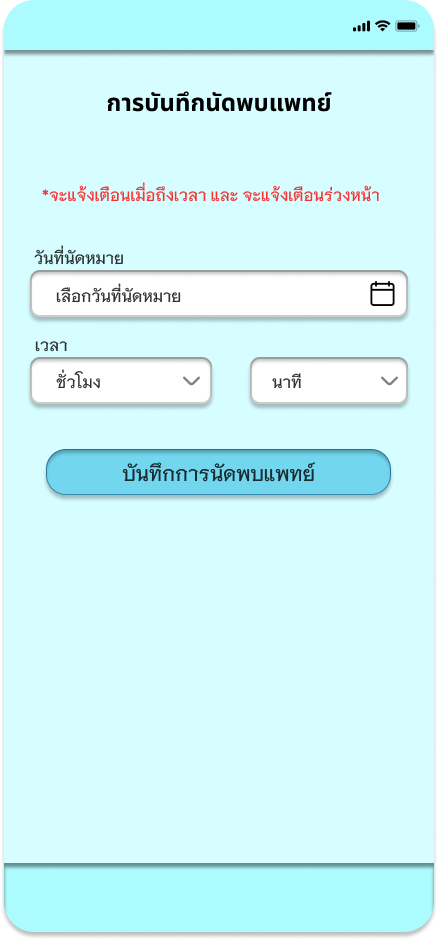 การบันทึกนัดพบแพทย์
*จะแจ้งเตือนเมื่อถึงเวลา และ จะแจ้งเตือนร่วงหน้า
วันที่นัดหมาย
เลือกวันที่นัดหมาย
เวลา
ชั่วโมง นาที
บันทึกการนัดพบแพทย์